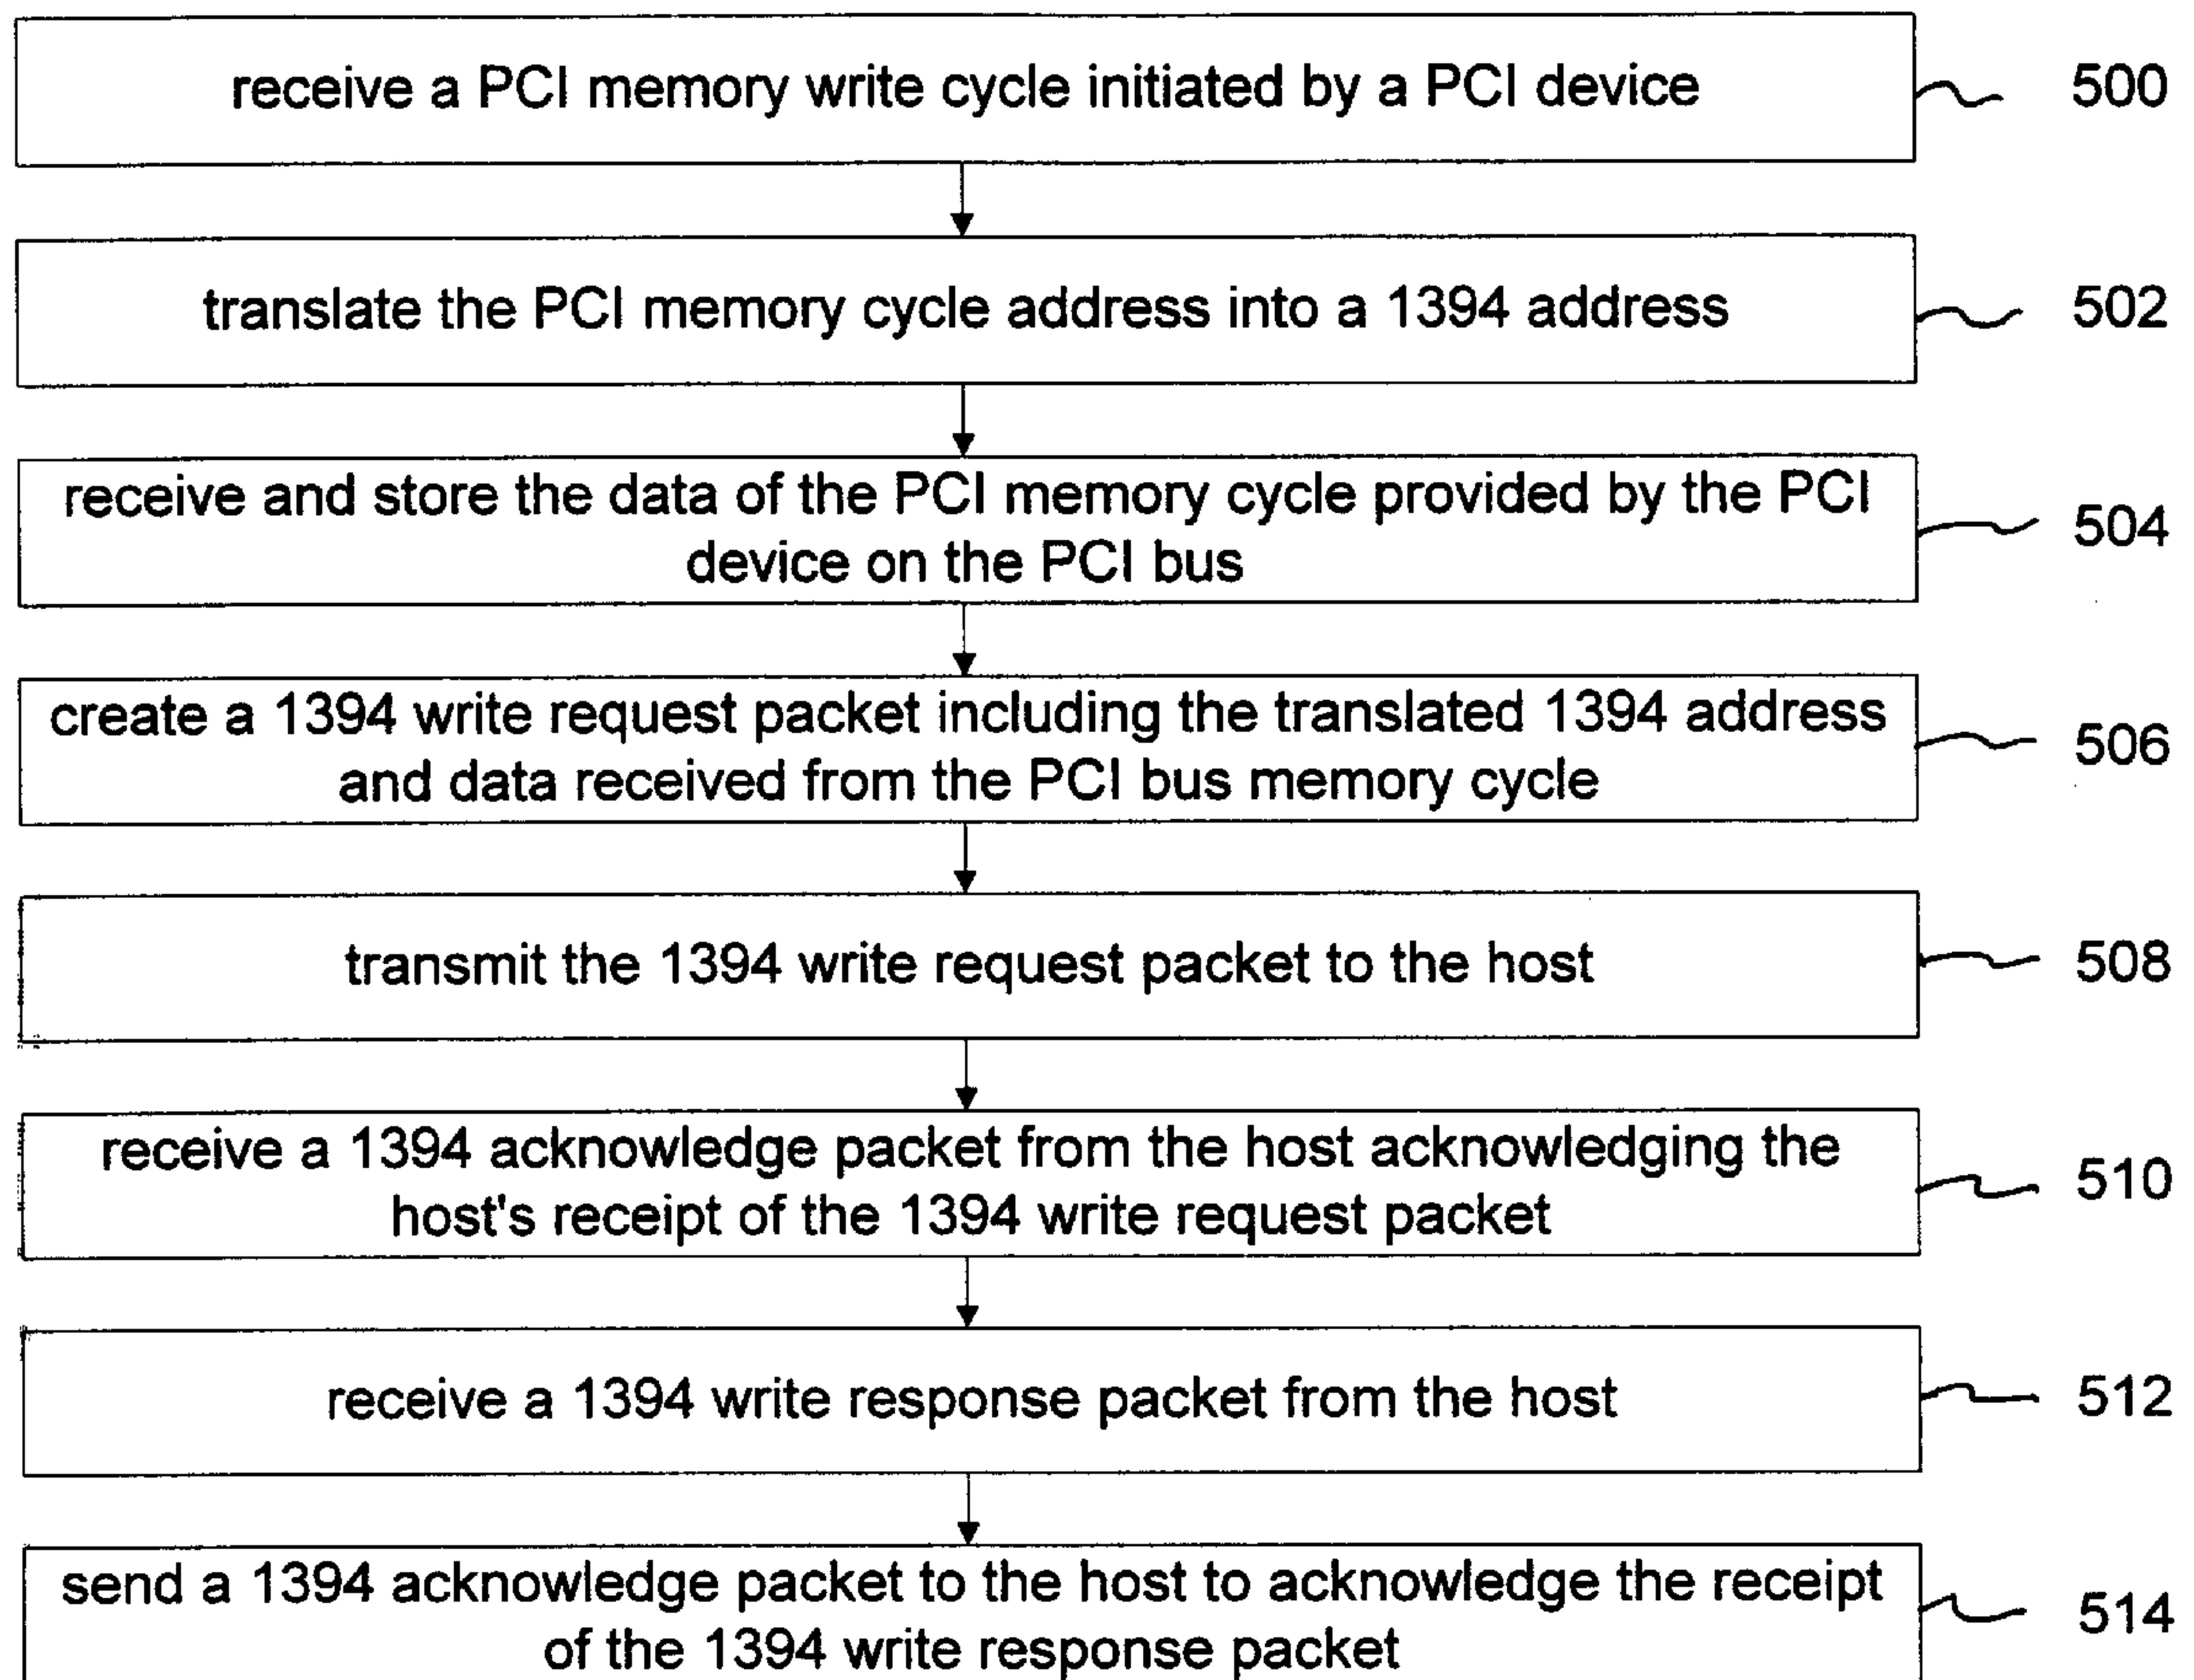 receive a PCI memory write cycle initiated by a PCI device
500
translate the PCI memory cycle address into a 1394 address
502
receive and store the data of the PCI memory cycle provided by the PCI
device on the PCI bus
504
create a 1394 write request packet including the translated 1394 address
and data received from the PCI bus memory cycle
506
transmit the 1394 write request packet to the host
508
receive a 1394 acknowledge packet from the host acknowledging the
host's receipt of the 1394 write request packet
510
receive a 1394 write response packet from the host
512
send a 1394 acknowledge packet to the host to acknowledge the receipt
of the 1394 write response packet
514